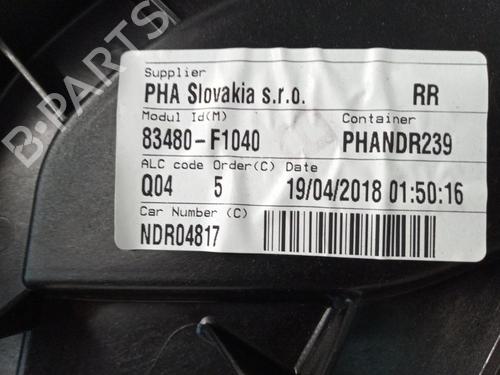 Supplier
PHA Slovakia s.r.o. RR
Modul Id(M) Container
83480-F1040 PHANDR239
ALC code Order(C) Date
Q04 5 19/04/2018 01:50:16
Car Number (C)
NDR04817